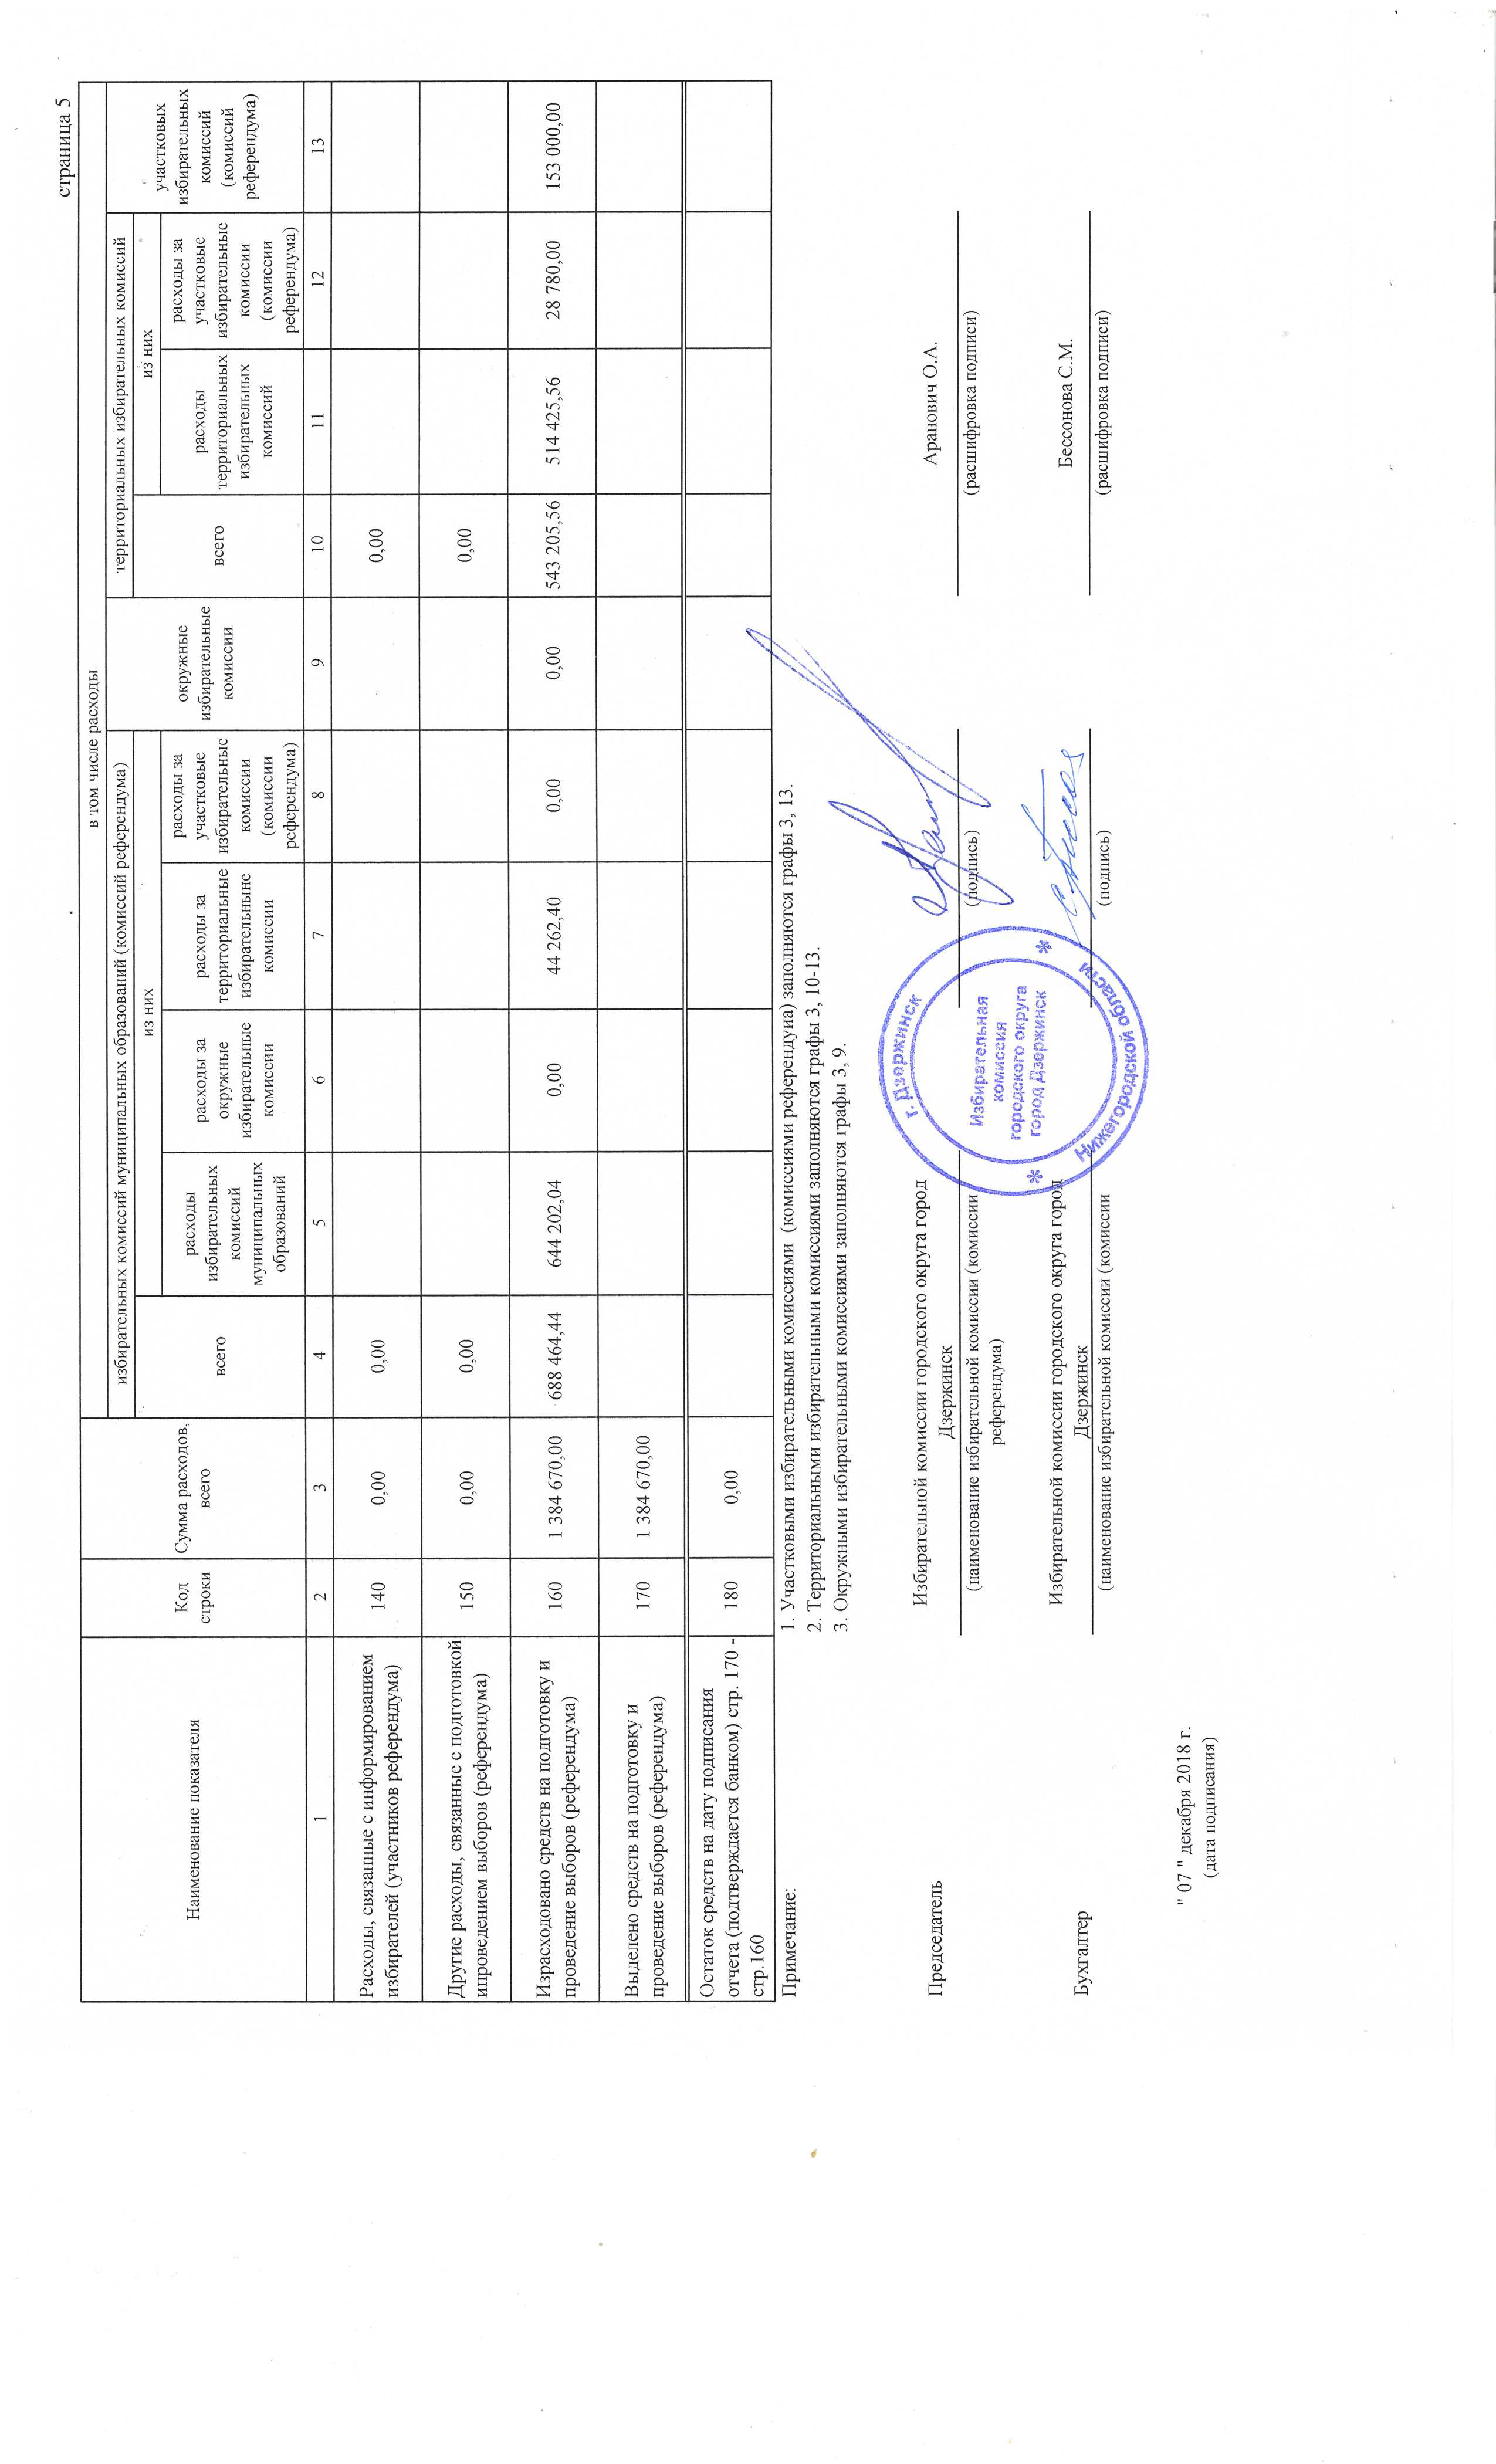 страница 5
Наименование показателя
Код
строки
Сумма расходов,
всего
в том числе расходы
избирательных комиссий муниципальных образований (комиссий референдума)
всего
из них
расходы
избирательных
комиссий
муниципальных
образований
расходы за
окружные
избирательные
комиссии
расходы за
территориальные
избирательныне
комиссии
расходы за
участковые
избирательные
комиссии
(комиссии
референдума)
окружные
избирательные
комиссии
территориальных избирательных комиссий
всего
из них
расходы
территориальных
избирательных
комиссий
расходы за
участковые
избирательные
комиссии
(комиссии
референдума)
участковых
избирательных
комиссий
(комиссий
референдума)
1 2 3 4 5 6 7 8 9 10 11 12 13
Расходы, связанные с информированием
избирателей (участников референдума)
140 0,00 0,00 0,00
Другие расходы, связанные с подготовкой
ипроведением выборов (референдума)
150 0,00 0,00 0,00
Израсходовано средств на подготовку и
проведение выборов (референдума)
160 1 384 670,00 688 464,44 644 202,04 0,00 44 262,40 0,00 0,00 543 205,56 514 425,56 28 780,00 153 000,00
Выделено средств на подготовку и
проведение выборов (референдума)
170 1 384 670,00
Остаток средств на дату подписания
отчета (подтверждается банком) стр. 170 -
стр.160
180 0,00
Примечание:
1. Участковыми избирательными комиссиями (комиссиями референдуиа) заполняются графы 3, 13.
2. Территориальными избирательными комиссиями заполняются графы 3, 10-13.
3. Окружными избирательными комиссиями заполняются графы 3, 9.
Председатель
Избирательной комиссии городского округа город
Дзержинск
(наименование избирательной комиссии (комиссии
референдума)
(подпись)
Аранович О.А.
(расшифровка подписи)
Бухгалтер
Избирательной комиссии городского округа город
Дзержинск
(наименование избирательной комиссии (комиссии
(подпись)
Бессонова С.М.
(расшифровка подписи)
г. Дзержинск
Избирательная
комиссия
городского округа
город Дзержинск
Нижегородской области
" 07 " декабря 2018 г.
(дата подписания)